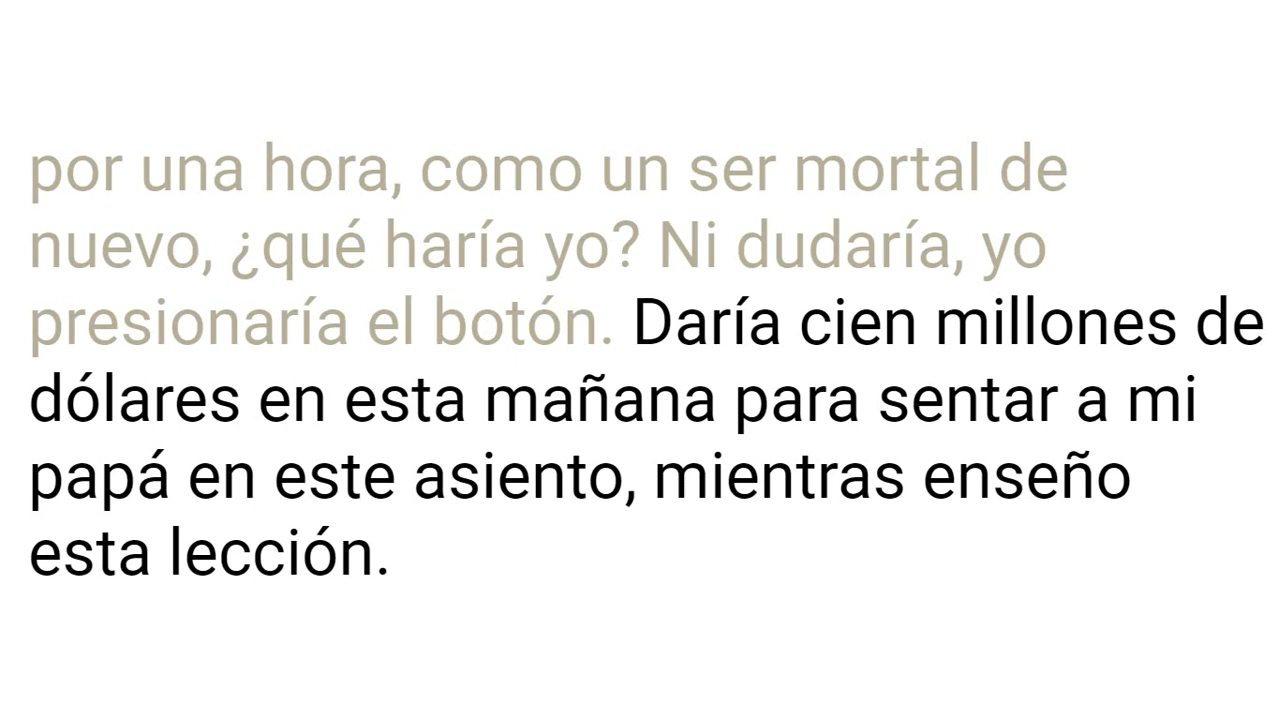 por una hora, como un ser mortal de
nuevo, ¿qué haría yo? Ni dudaría, yo
presionaría el botón. Daría cien millones de
dólares en esta mañana para sentar a mi
papá en este asiento, mientras enseño
esta lección.